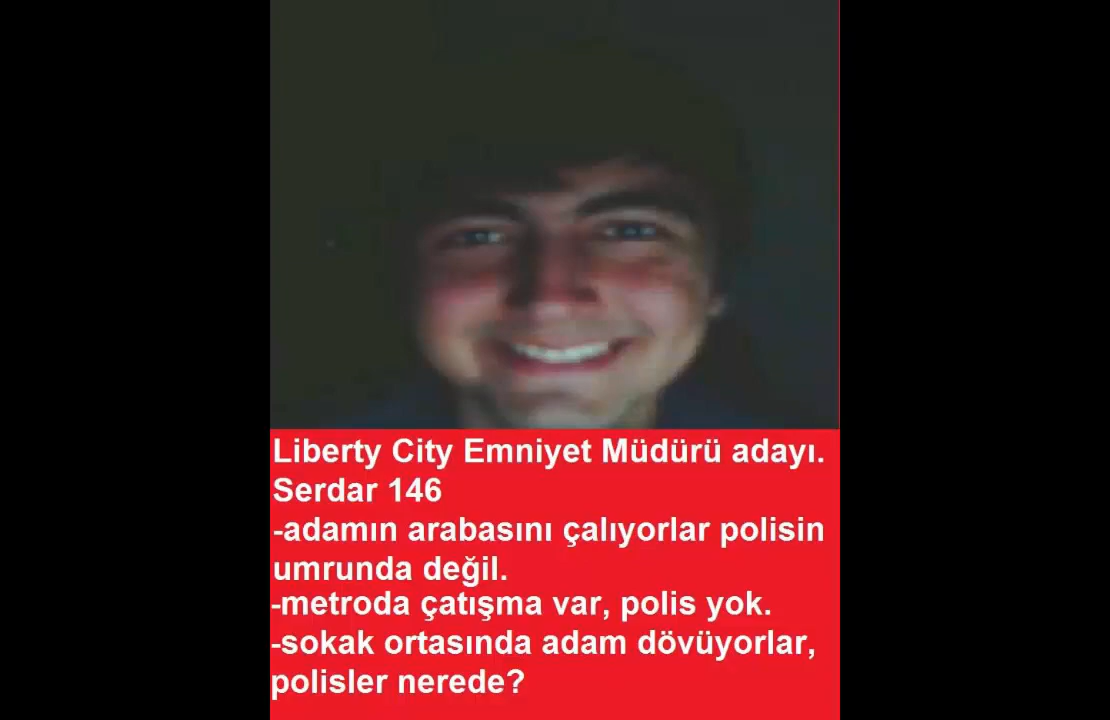 Liberty City Emniyet Müdürü adayı.
Serdar 146
-adamın arabasını çalıyorlar polisin
umrunda değil.
-metroda çatışma var, polis yok.
-sokak ortasında adam dövüyorlar,
polisler nerede?